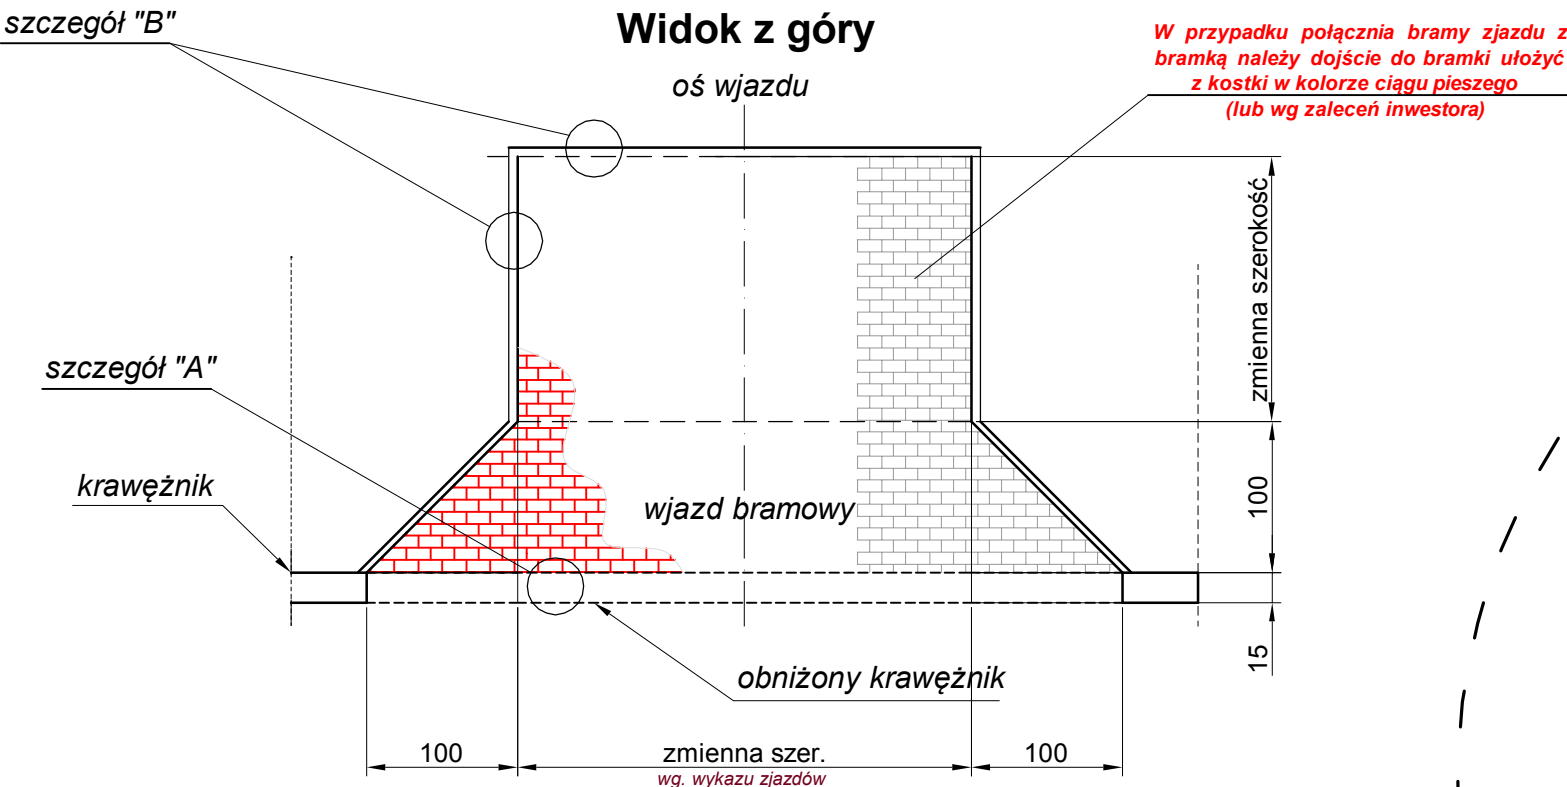 szczegół "B"
Widok z góry
oś wjazdu
W przypadku połącznia bramy zjazdu z
bramką należy dojście do bramki ułożyć
z kostki w kolorze ciągu pieszego
(lub wg zaleceń inwestora)
zmienna szerokość
szczegół "A"
krawężnik
wjazd bramowy
100
15
obniżony krawężnik
100
zmienna szer.
100
wg. wykazu zjazdów